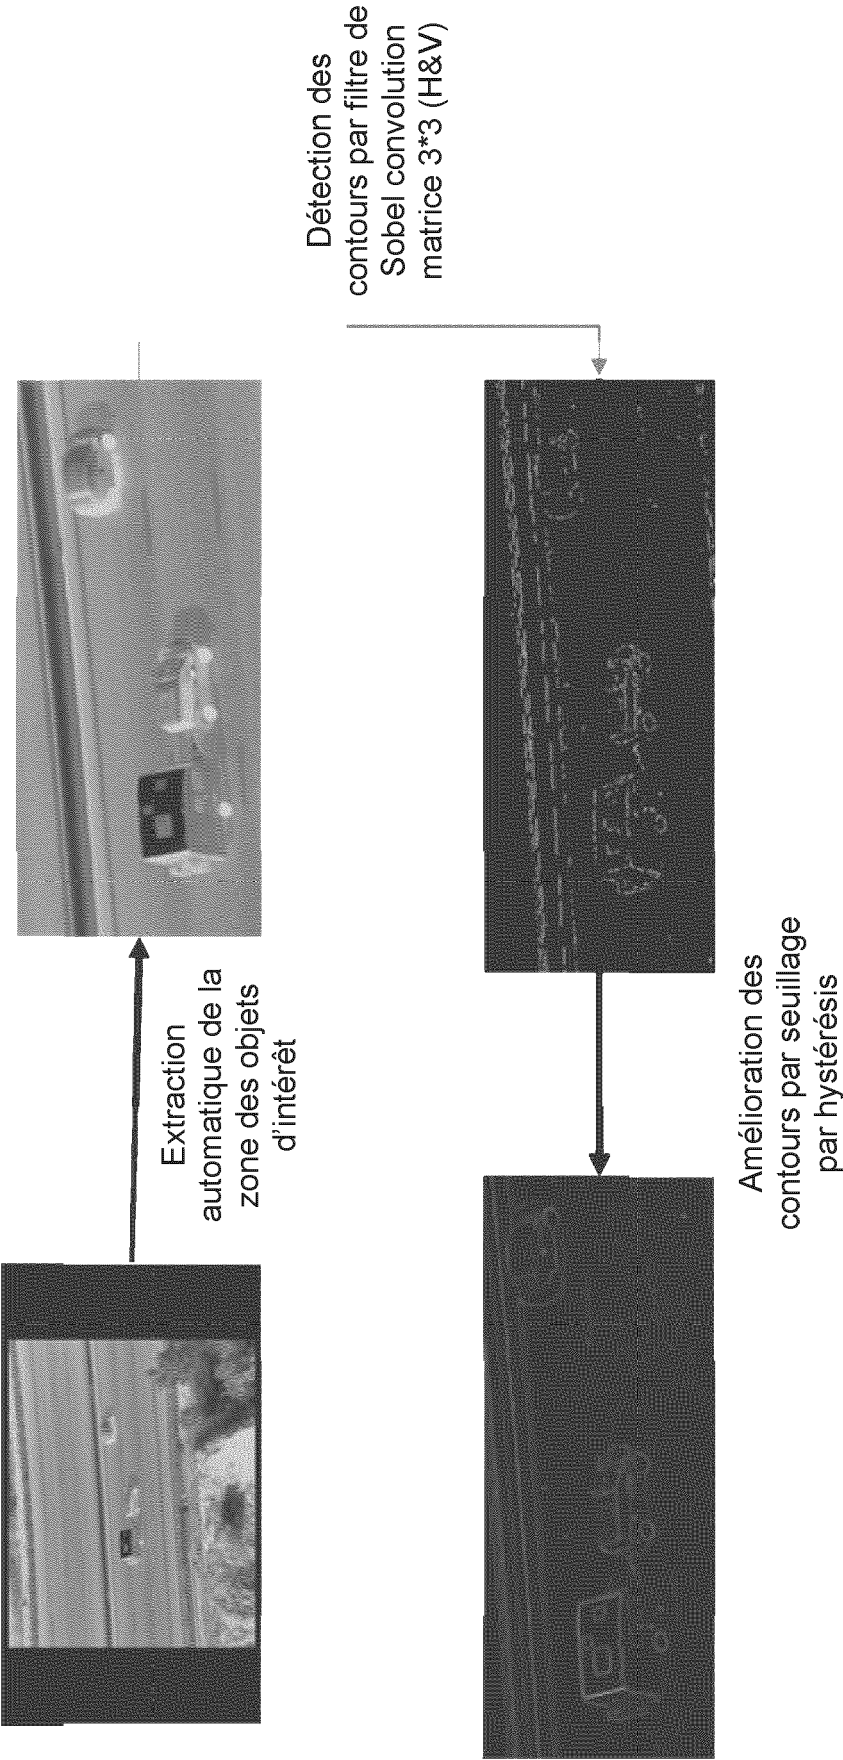 Extraction
automatique de la
zone des objets
d'intérêt
Détection des
contours par filtre de
Sobel convolution
matrice 3*3 (H&V)
Amélioration des
contours par seuillage
par hystérésis